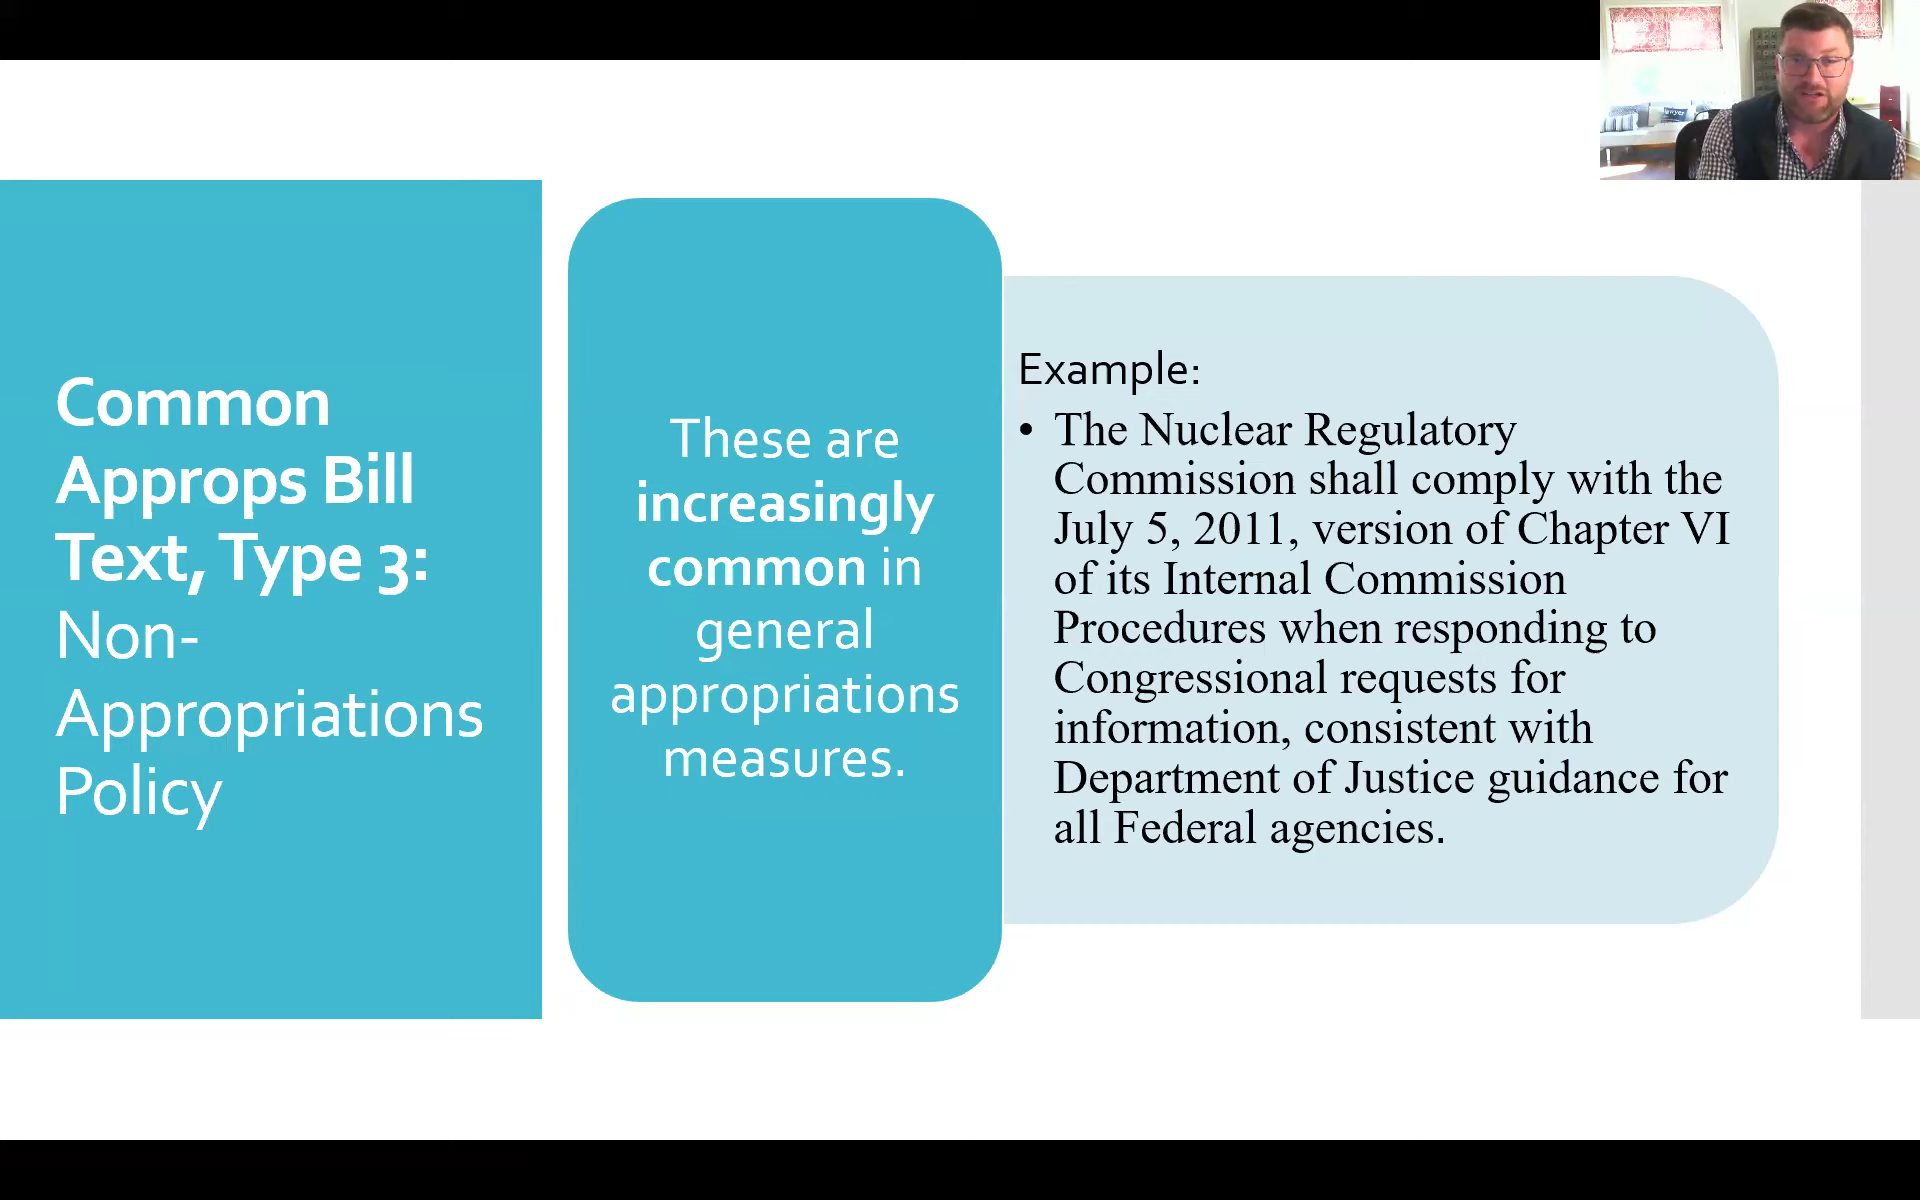 Common
Approps Bill
Text, Type 3:
Non-
Appropriations
Policy
These are
increasingly
common in
general
appropriations
measures.
Example:
• The Nuclear Regulatory
Commission shall comply with the
July 5, 2011, version of Chapter VI
of its Internal Commission
Procedures when responding to
Congressional requests for
information, consistent with
Department of Justice guidance for
all Federal agencies.